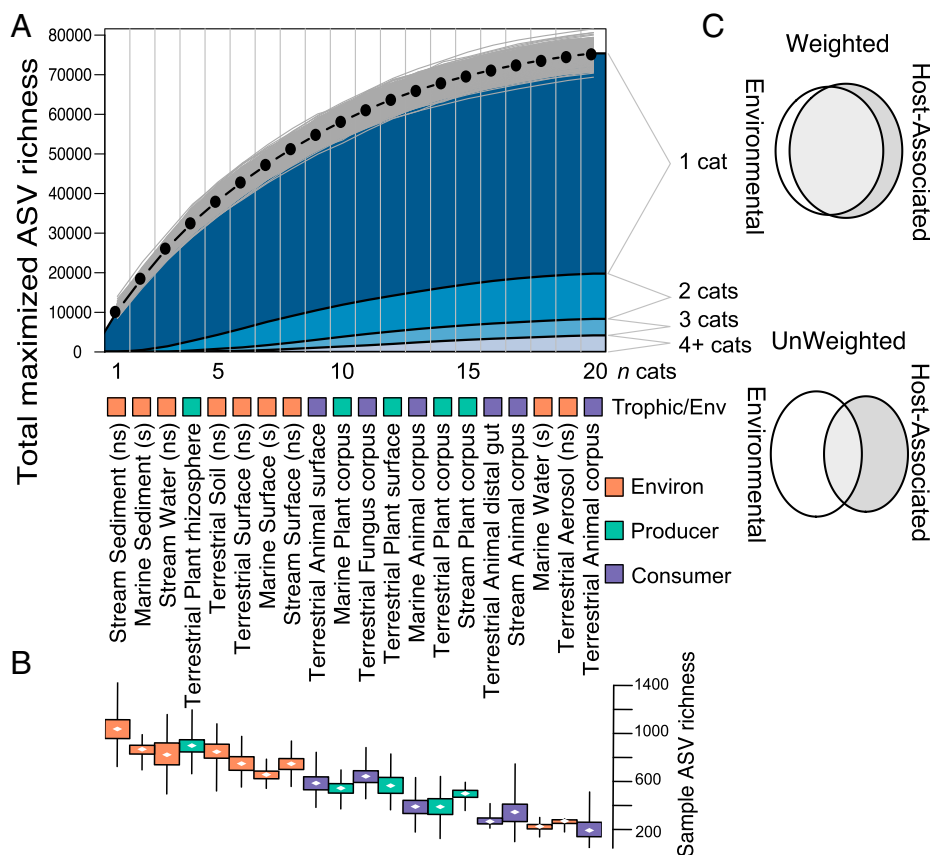 A
Total maximized ASV richness
80000
70000
60000
50000
40000
30000
20000
10000
0
1 cat
2 cats
3 cats
4+ cats
1
5
10
15
20
n cats
Trophic/Env
Stream Sediment (ns)
Marine Sediment (s)
Stream Water (ns)
Terrestrial Plant rhizosphere
Terrestrial Soil (ns)
Terrestrial Surface (ns)
Marine Surface (s)
Stream Surface (ns)
Terrestrial Animal surface
Marine Plant corpus
Terrestrial Fungus corpus
Terrestrial Plant surface
Marine Animal corpus
Terrestrial Plant corpus
Stream Plant corpus
Terrestrial Animal distal gut
Stream Animal corpus
Marine Water (s)
Terrestrial Aerosol (ns)
Terrestrial Animal corpus
Environ
Producer
Consumer
B
Sample ASV richness
1400
1000
600
200
C
Weighted
Environmental
Host-Associated
UnWeighted
Environmental
Host-Associated